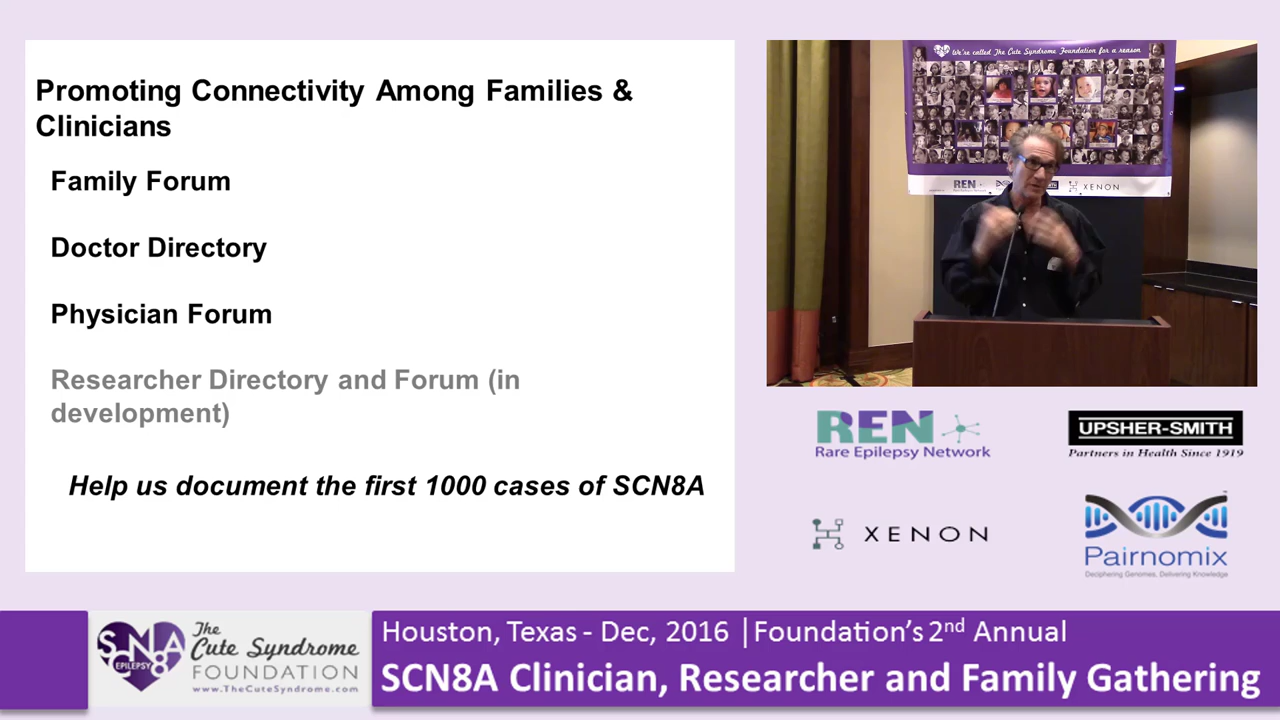 Promoting Connectivity Among Families &
Clinicians
Family Forum
Doctor Directory
Physician Forum
Researcher Directory and Forum (in
development)
Help us document the first 1000 cases of SCN8A
We're called The Cute Syndrome Foundation for a reason
REN
SMITH
XENON
REN
Rare Epilepsy Network
UPSHER-SMITH
Partners in Health Since 1919
XENON
Pairnomix
Deciphering Genomes, Delivering Knowledge
SCN8A
EPILEPSY
The
Cute Syndrome
FOUNDATION
www.TheCuteSyndrome.com
Houston, Texas - Dec, 2016 | Foundation's 2nd Annual
SCN8A Clinician, Researcher and Family Gathering